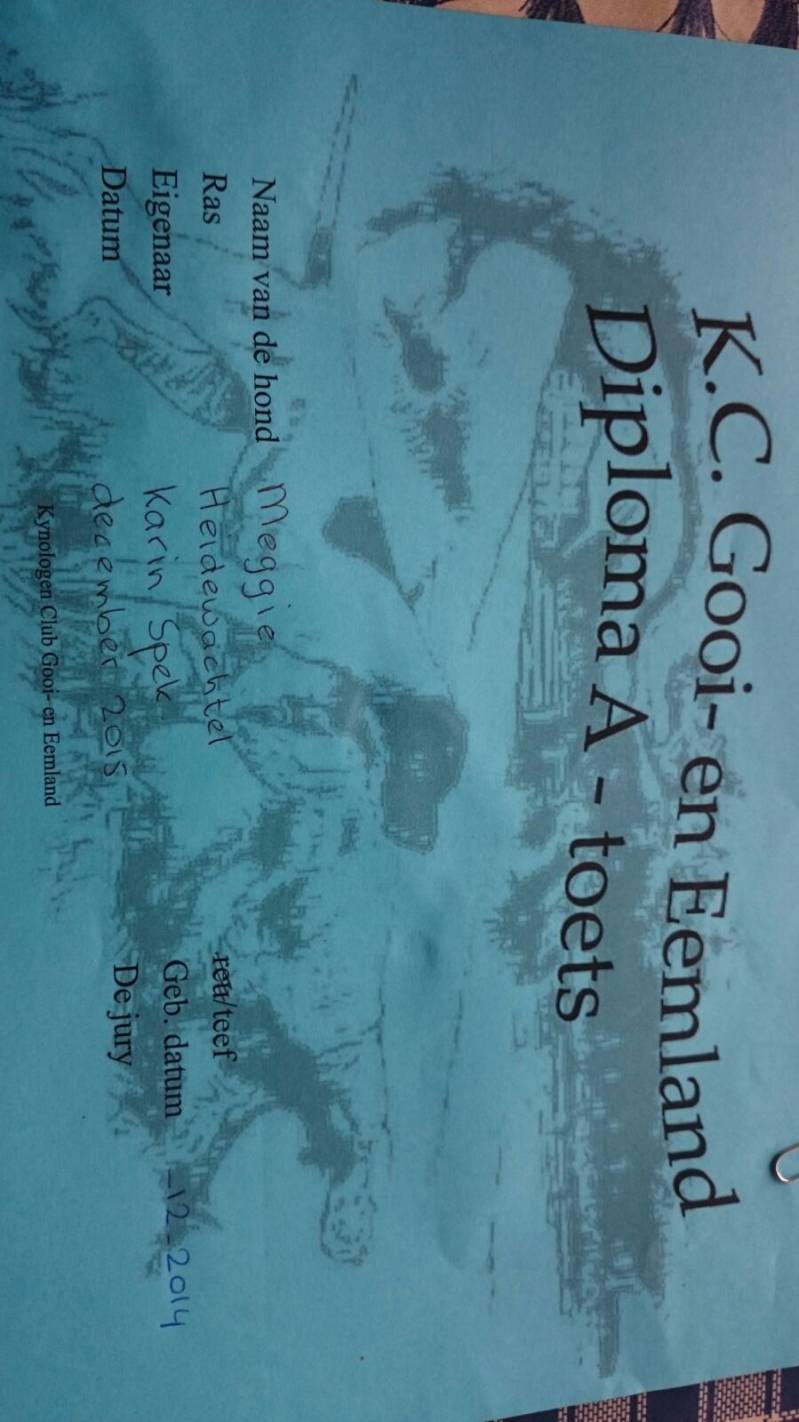 K.C. Gooi- en Eemland
Diploma A - toets
Naam van de hond Meggie
Ras Heidewachtel reu/teef
Eigenaar Karin Spek Geb. datum _12-2014
Datum december 2015 De jury
Kynologen Club Gooi- en Eemland